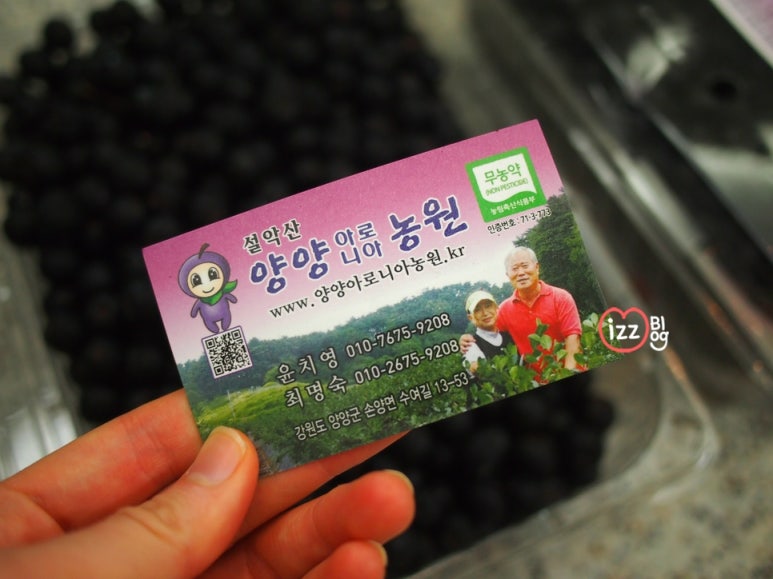 무농약
(NON PESTICIDE)
농림축산식품부
인증번호 : 71-3-773
설악산
양양 아로니아 농원
www.양양아로니아농원.kr
윤치영 010-7675-9208
최명숙 010-2675-9208
강원도 양양군 손양면 수여길 13-53
izz Blog